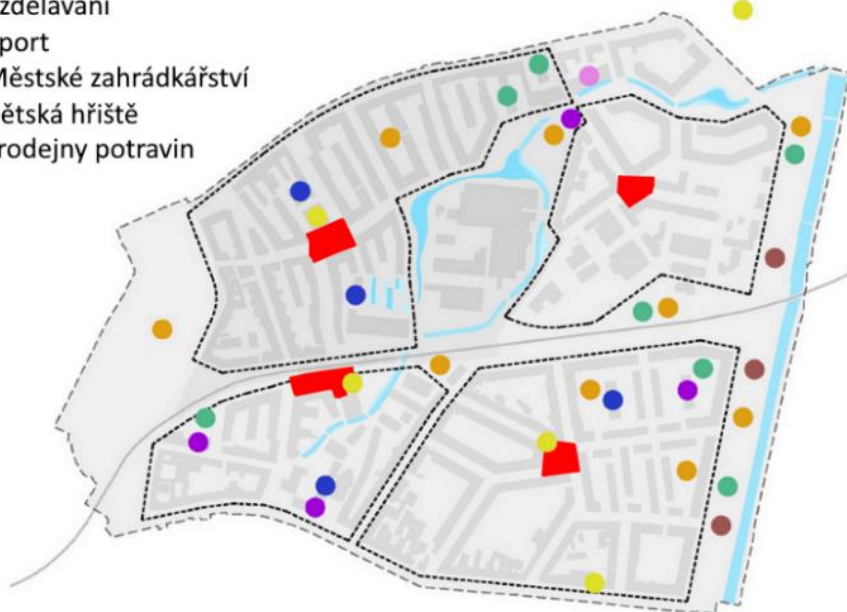 zdělávání
port
Městské zahrádkářství
ětská hřiště
rodejny potravin